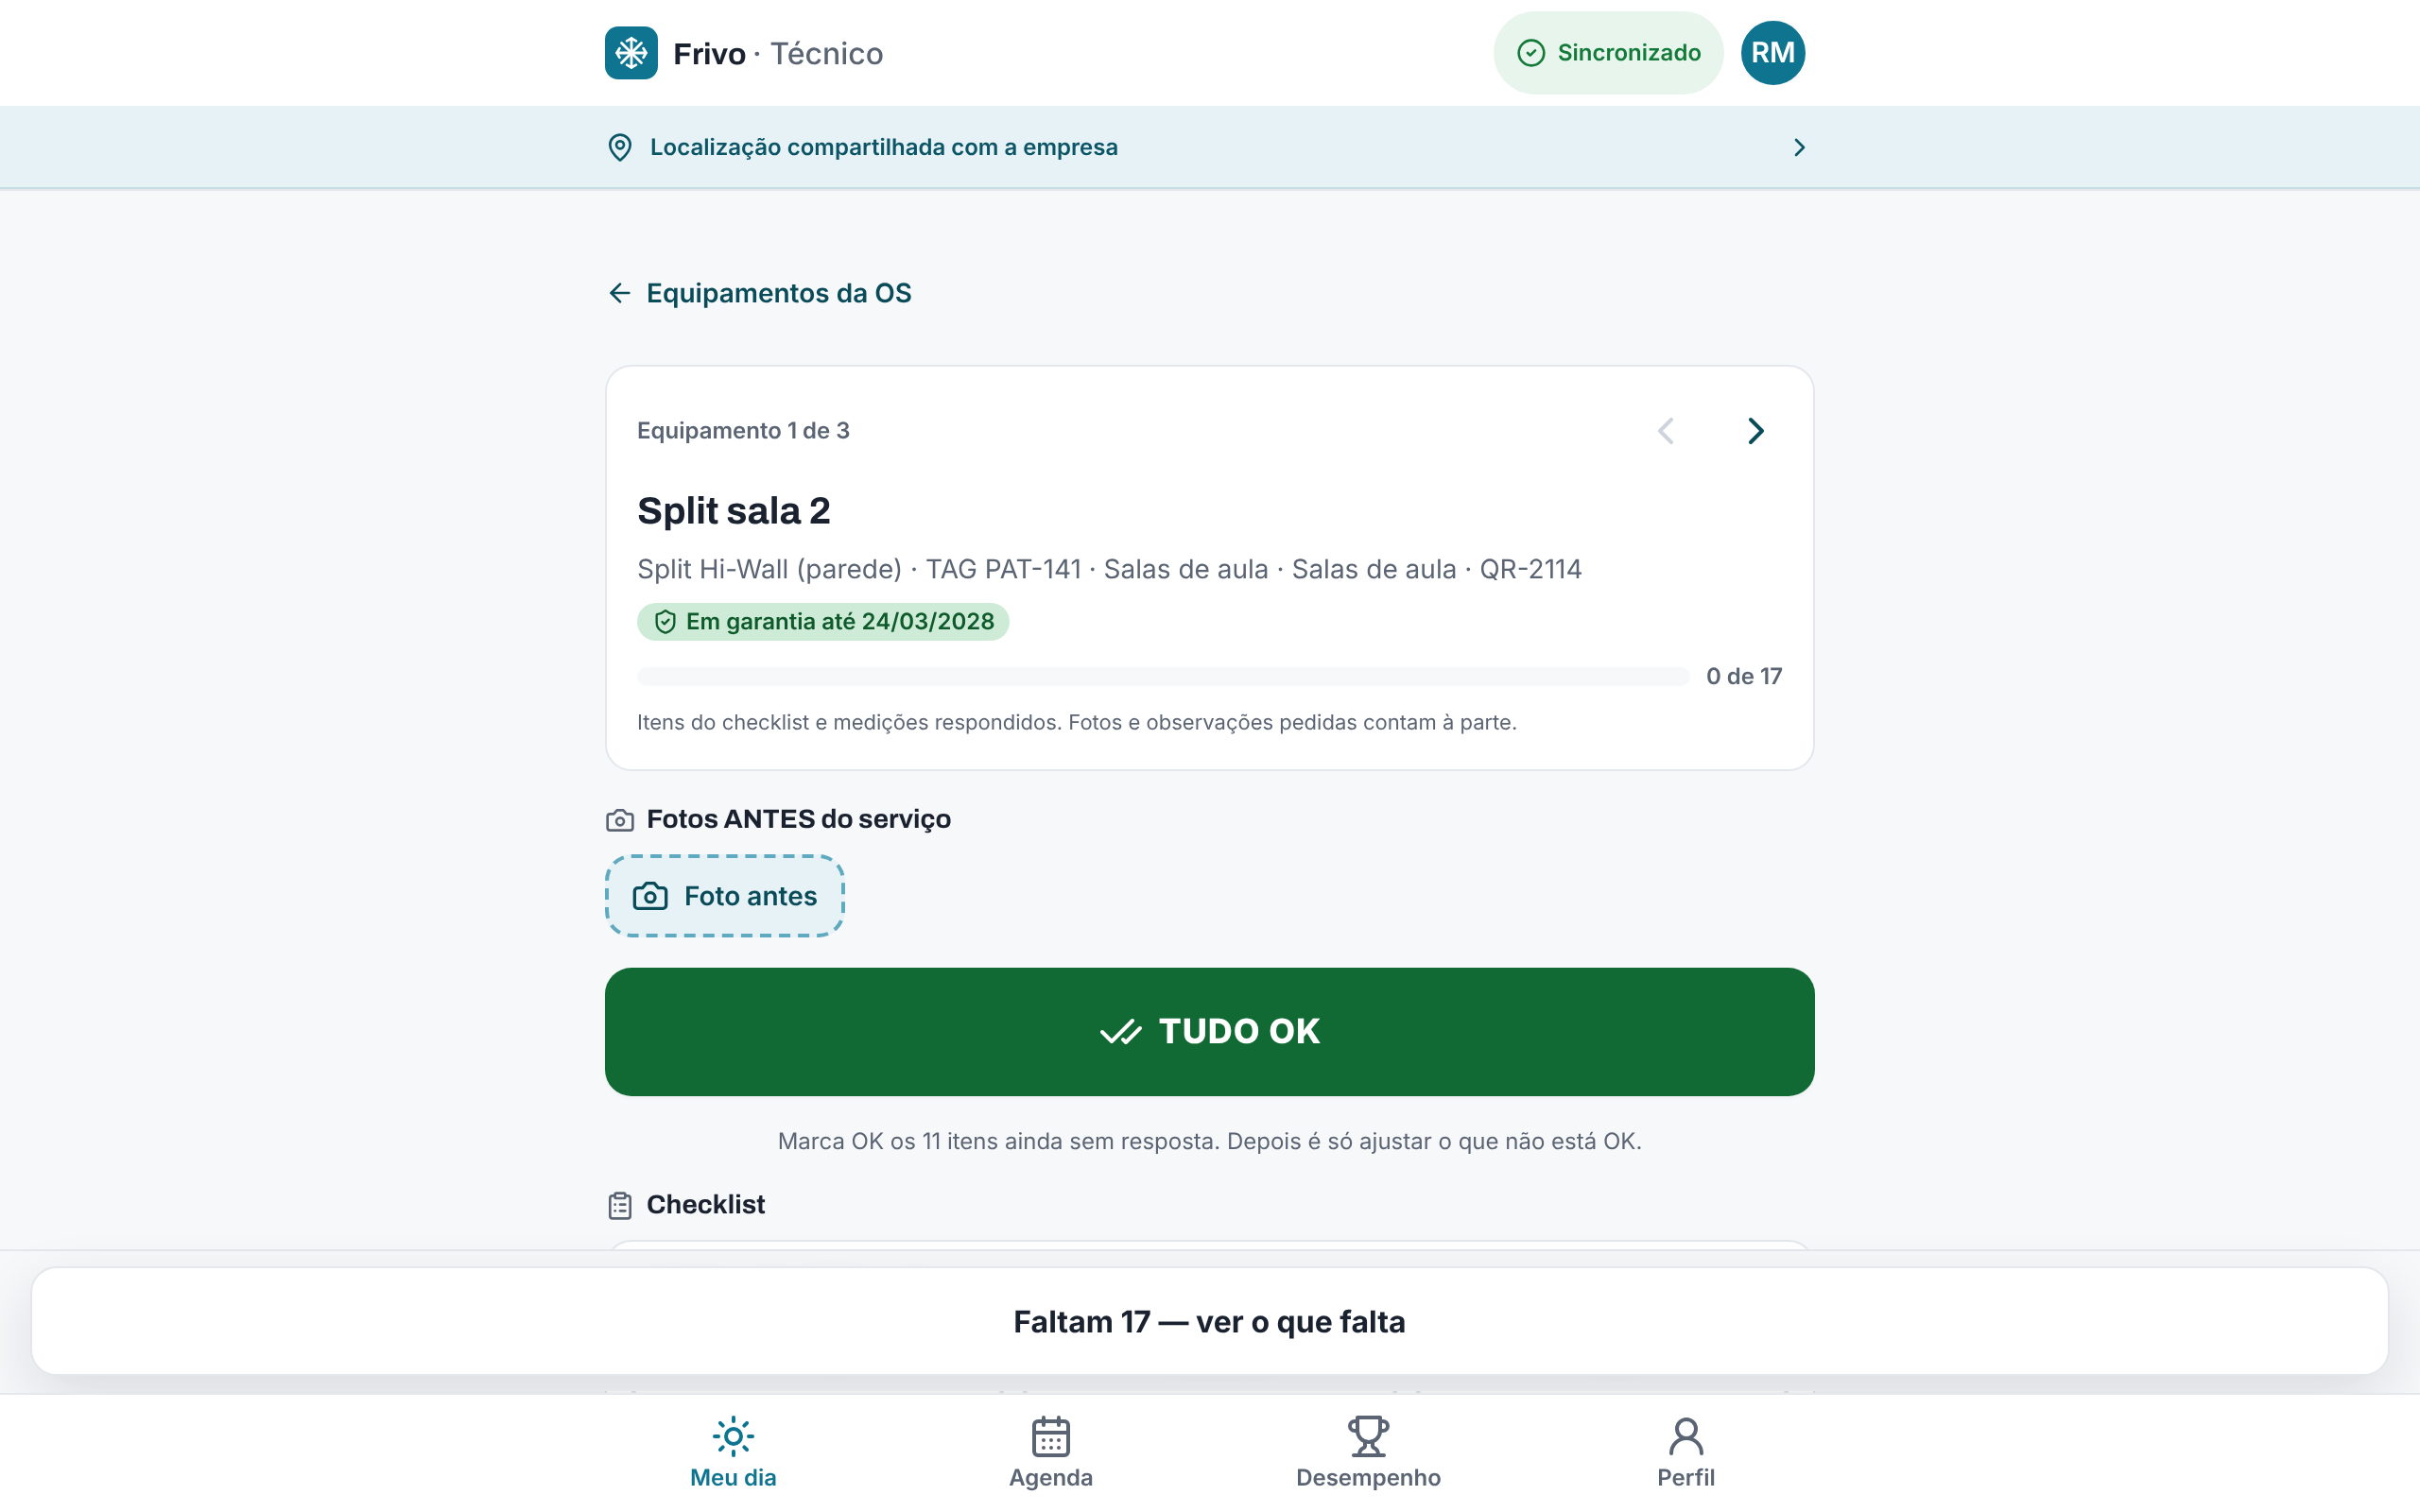 Frivo · Técnico
Sincronizado
RM
Localização compartilhada com a empresa
Equipamentos da OS
Equipamento 1 de 3
Split sala 2
Split Hi-Wall (parede) · TAG PAT-141 · Salas de aula · Salas de aula · QR-2114
Em garantia até 24/03/2028
0 de 17
Itens do checklist e medições respondidos. Fotos e observações pedidas contam à parte.
Fotos ANTES do serviço
Foto antes
TUDO OK
Marca OK os 11 itens ainda sem resposta. Depois é só ajustar o que não está OK.
Checklist
Faltam 17 — ver o que falta
Meu dia
Agenda
Desempenho
Perfil